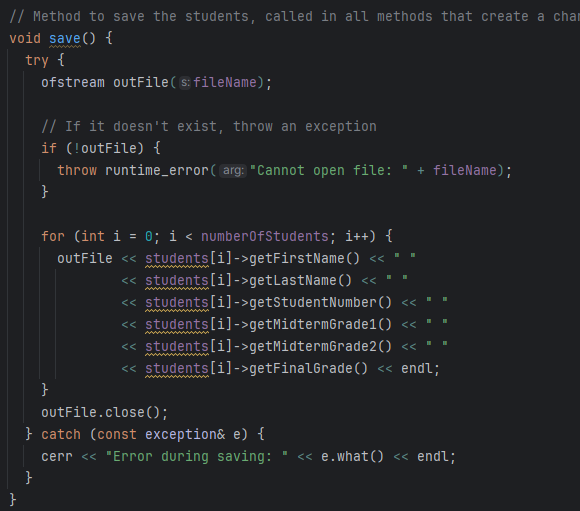 // Method to save the students, called in all methods that create a
void save() {
try {
ofstream outFile( s: fileName);
// If it doesn't exist, throw an exception
if (!outFile) {
throw runtime_error( arg: "Cannot open file: " + fileName);
}
for (int i = 0; i < numberOfStudents; i++) {
outFile << students[i]->getFirstName() << " "
<< students[i]->getLastName() << " "
<< students[i]->getStudentNumber() << " "
<< students[i]->getMidtermGrade1() << " "
<< students[i]->getMidtermGrade2() << " "
<< students[i]->getFinalGrade() << endl;
}
outFile.close();
} catch (const exception& e) {
cerr << "Error during saving: " << e.what() << endl;
}
}